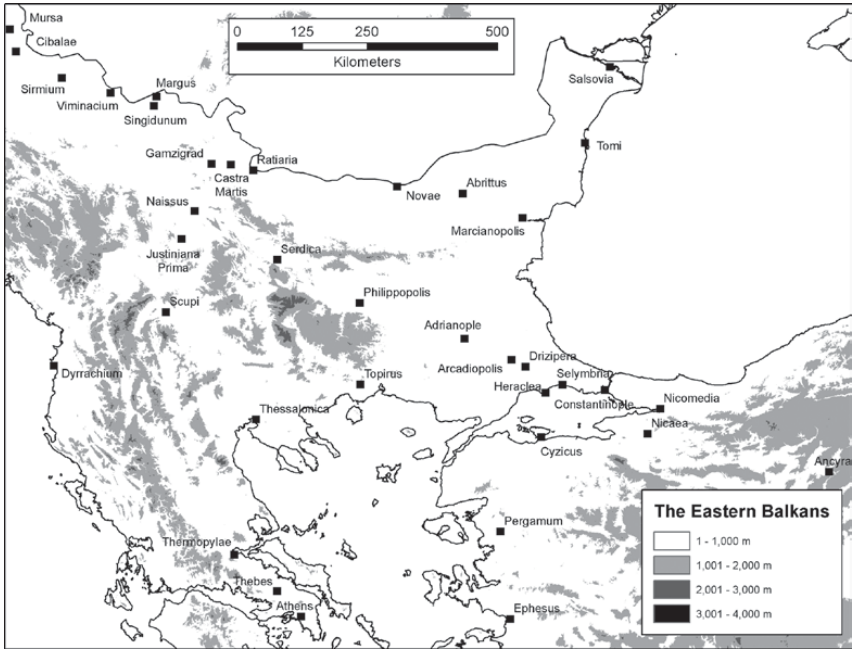 Mursa
0 125 250 500
Kilometers
Cibalae
Salsovia
Sirmium
Margus
Viminacium
Singidunum
Tomi
Gamzigrad
Ratiaria
Castra
Martis
Abrittus
Novae
Naissus
Marcianopolis
Justiniana
Prima
Serdica
Scupi
Philippopolis
Adrianople
Arcadiopolis
Drizipera
Dyrrachium
Topirus
Selymbria
Heraclea
Constantinople
Nicomedia
Thessalonica
Nicaea
Cyzicus
Ancyra
The Eastern Balkans
1 - 1,000 m
1,001 - 2,000 m
2,001 - 3,000 m
3,001 - 4,000 m
Pergamum
Thermopylae
Thebes
Athens
Ephesus